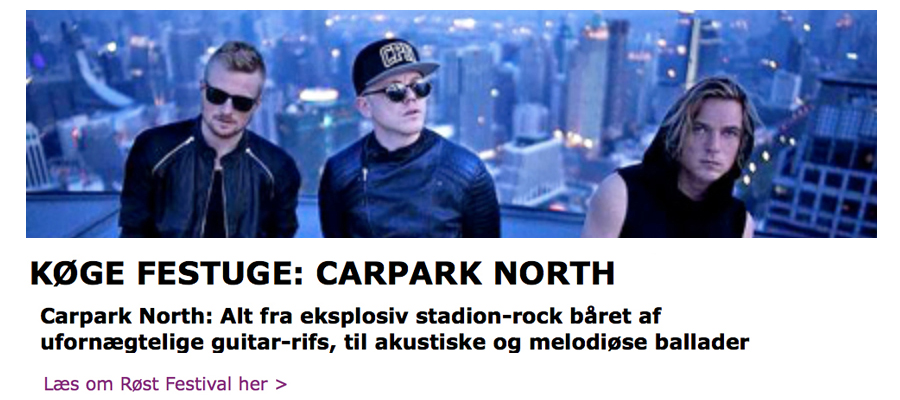 CPN
KØGE FESTUGE: CARPARK NORTH
Carpark North: Alt fra eksplosiv stadion-rock båret af
ufornægtelige guitar-rifs, til akustiske og melodiøse ballader
Læs om Røst Festival her >